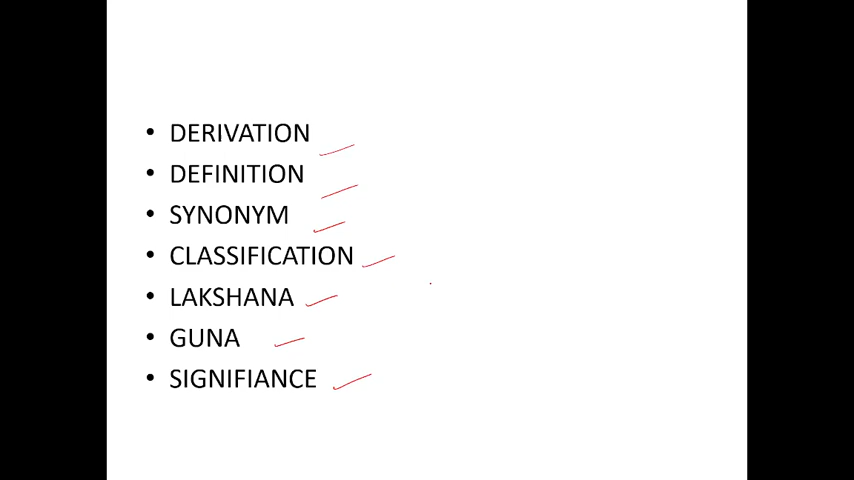 • DERIVATION
• DEFINITION
• SYNONYM
• CLASSIFICATION
• LAKSHANA
• GUNA
• SIGNIFIANCE